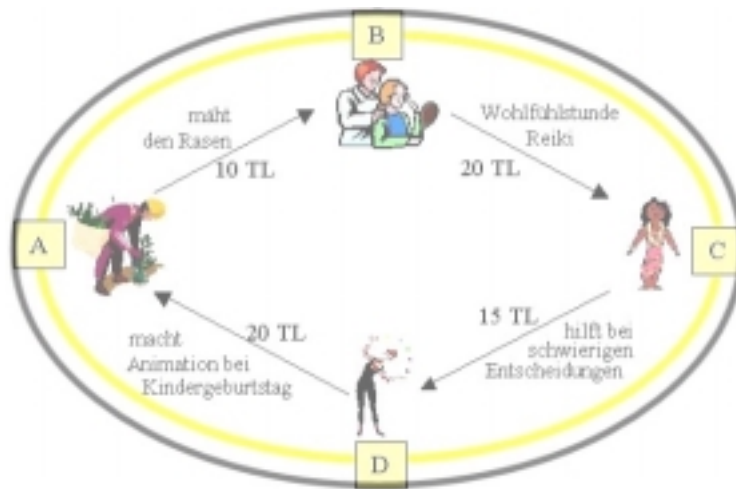 B
mäht
den Rasen
10 TL
Wohlfühlstunde
Reiki
20 TL
A
C
macht
Animation bei
Kindergeburtstag
20 TL
15 TL
hilft bei
schwierigen
Entscheidungen
D